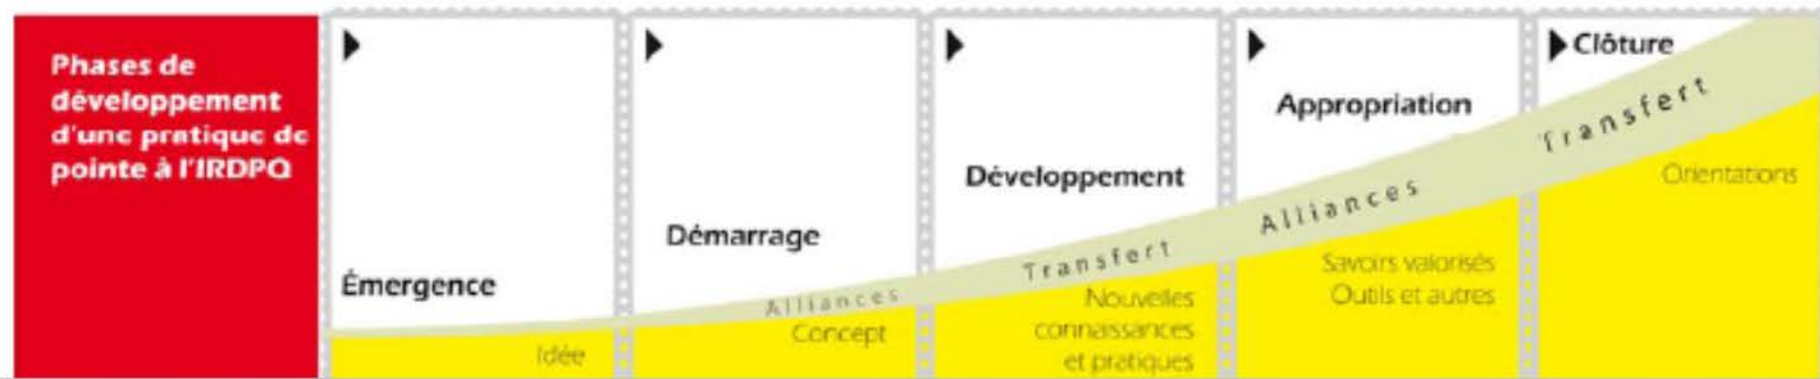 Phases de
développement
d'une pratique de
pointe à l'IRDPQ
Émergence
Idée
Démarrage
Alliances
Concept
Développement
Transfert
Nouvelles
connaissances
et pratiques
Appropriation
Alliances
Savoirs valorisés
Outils et autres
Clôture
Transfert
Orientations